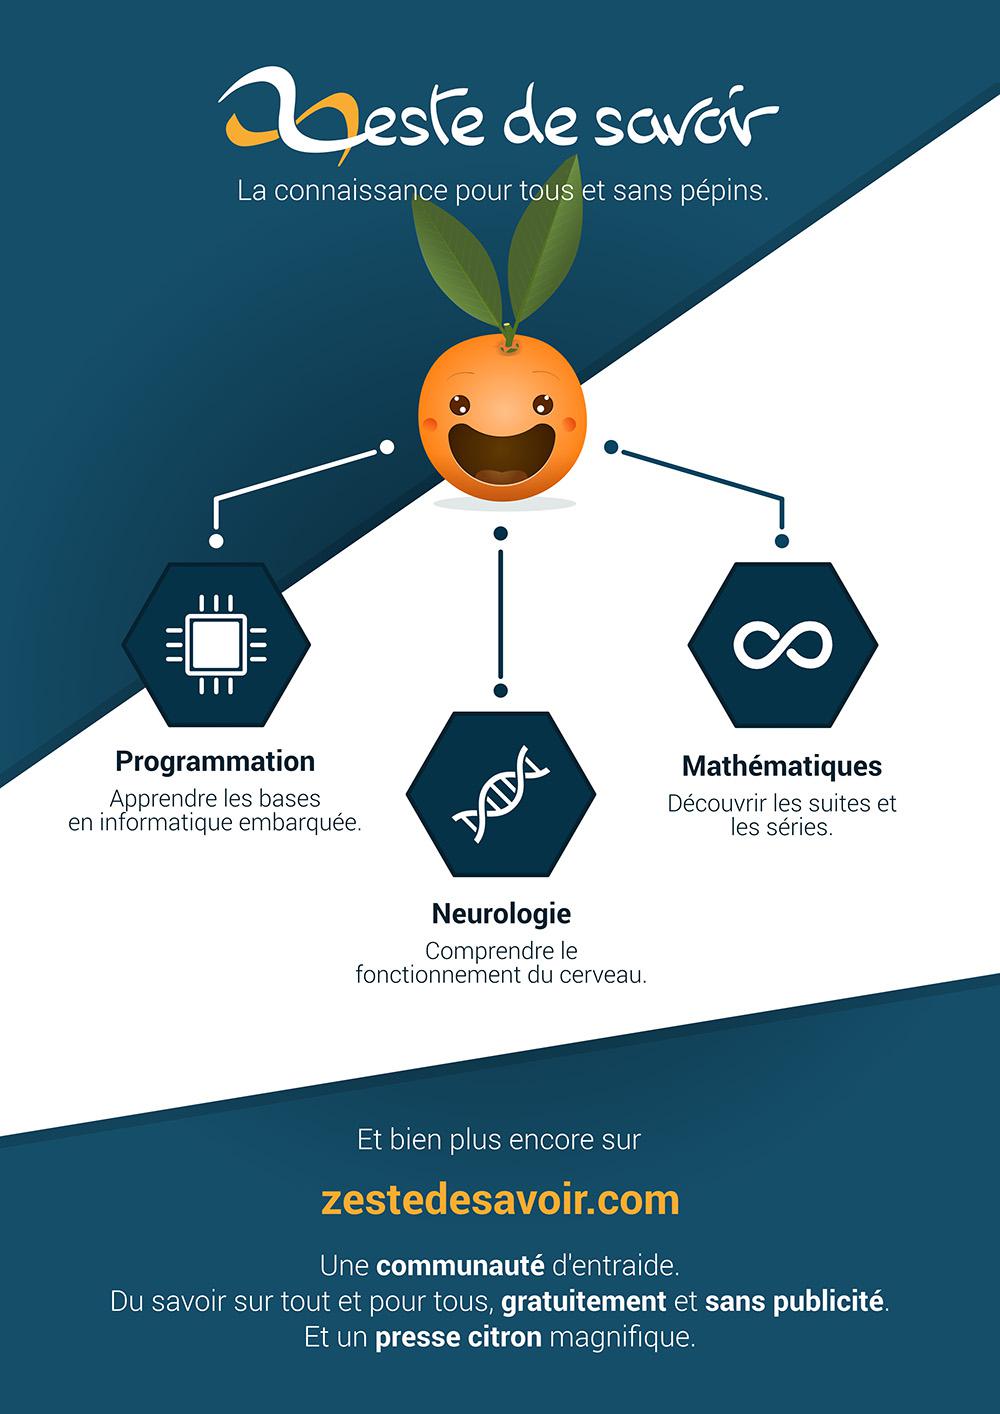 Zeste de savoir
La connaissance pour tous et sans pépins.
Programmation
Apprendre les bases
en informatique embarquée.
Mathématiques
Découvrir les suites et
les séries.
Neurologie
Comprendre le
fonctionnement du cerveau.
Et bien plus encore sur
zestedesavoir.com
Une communauté d'entraide.
Du savoir sur tout et pour tous, gratuitement et sans publicité.
Et un presse citron magnifique.